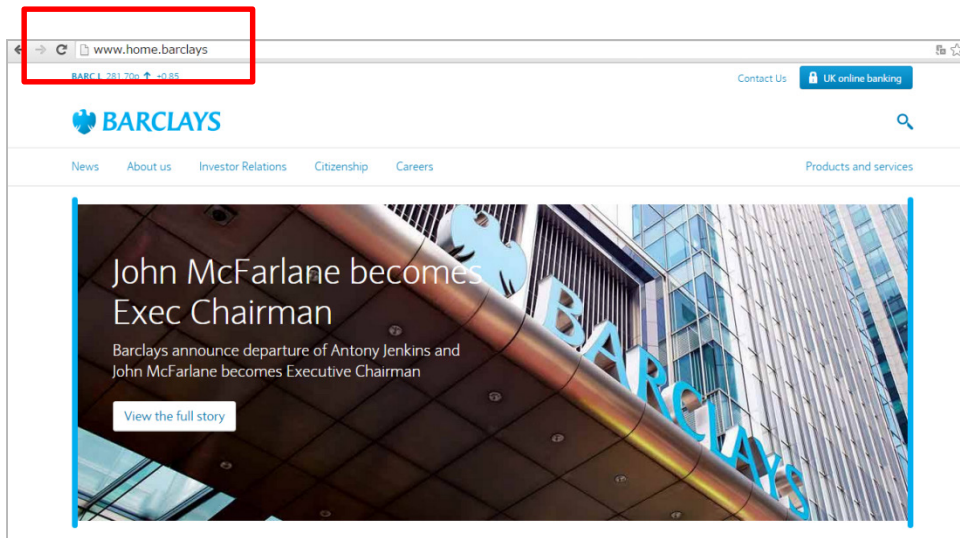 www.home.barclays
BARC L 281.70p ↑ +0.85
Contact Us
UK online banking
BARCLAYS
News About us Investor Relations Citizenship Careers Products and services
John McFarlane becomes
Exec Chairman
Barclays announce departure of Antony Jenkins and
John McFarlane becomes Executive Chairman
View the full story
BARCLAYS